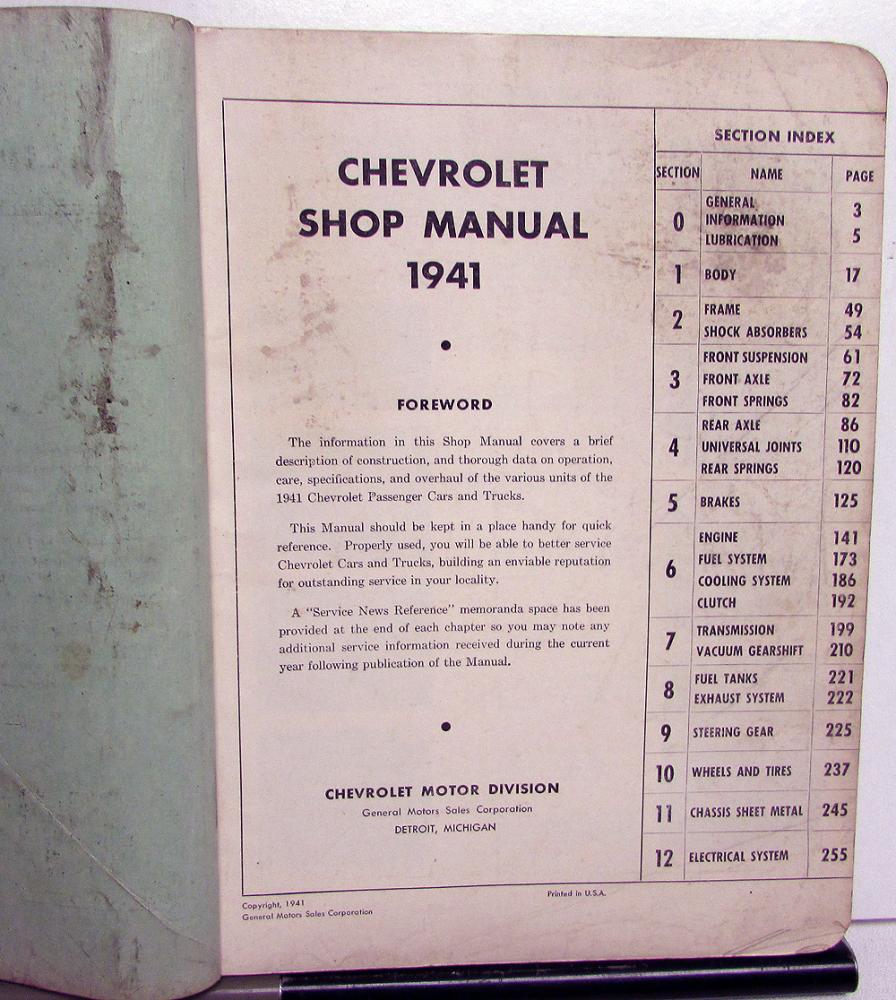 CHEVROLET
SHOP MANUAL
1941
FOREWORD
The information in this Shop Manual covers a brief
description of construction, and thorough data on operation,
care, specifications, and overhaul of the various units of the
1941 Chevrolet Passenger Cars and Trucks.
This Manual should be kept in a place handy for quick
reference. Properly used, you will be able to better service
Chevrolet Cars and Trucks, building an enviable reputation
for outstanding service in your locality.
A "Service News Reference" memoranda space has been
provided at the end of each chapter so you may note any
additional service information received during the current
year following publication of the Manual.
CHEVROLET MOTOR DIVISION
General Motors Sales Corporation
DETROIT, MICHIGAN
Copyright, 1941
General Motors Sales Corporation
Printed in U.S.A.
SECTION INDEX
SECTION NAME PAGE
0 GENERAL
INFORMATION 3
LUBRICATION 5
1 BODY 17
2 FRAME 49
SHOCK ABSORBERS 54
3 FRONT SUSPENSION 61
FRONT AXLE 72
FRONT SPRINGS 82
4 REAR AXLE 86
UNIVERSAL JOINTS 110
REAR SPRINGS 120
5 BRAKES 125
6 ENGINE 141
FUEL SYSTEM 173
COOLING SYSTEM 186
CLUTCH 192
7 TRANSMISSION 199
VACUUM GEARSHIFT 210
8 FUEL TANKS 221
EXHAUST SYSTEM 222
9 STEERING GEAR 225
10 WHEELS AND TIRES 237
11 CHASSIS SHEET METAL 245
12 ELECTRICAL SYSTEM 255